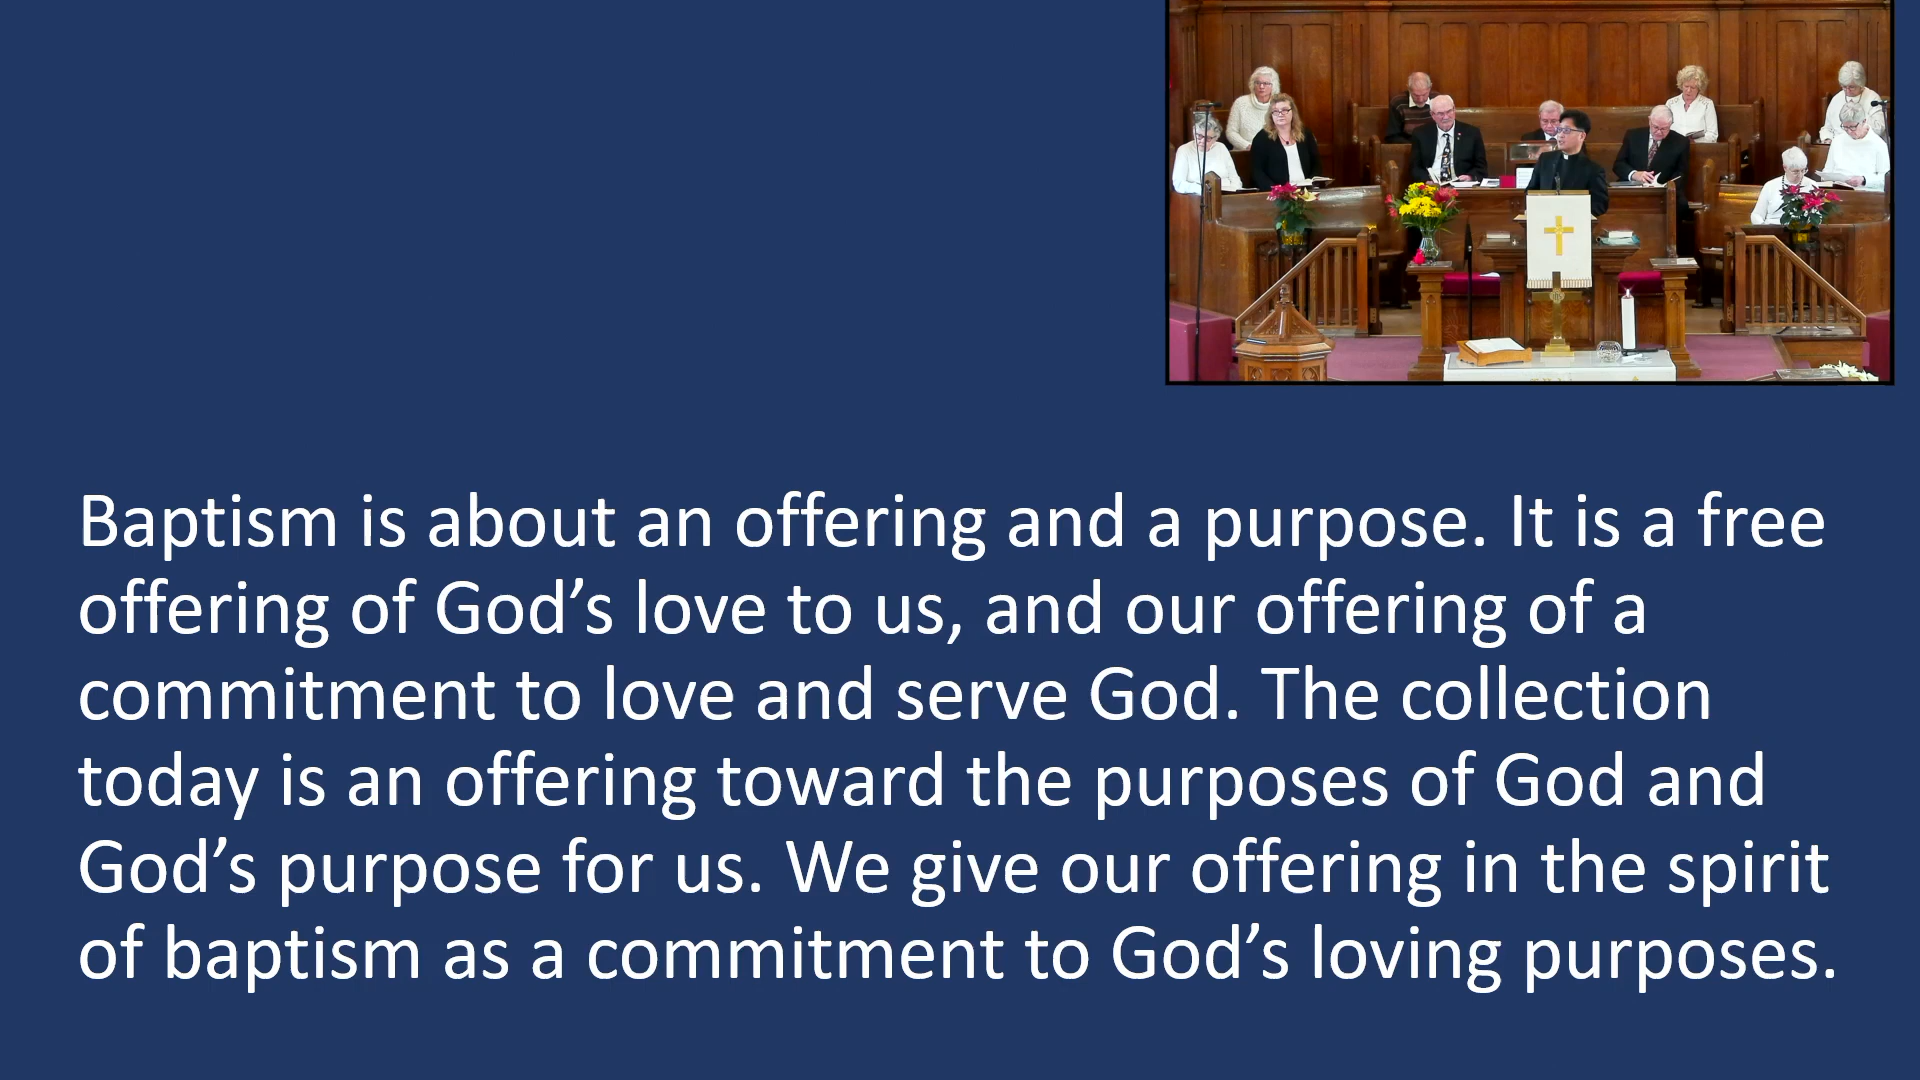 Baptism is about an offering and a purpose. It is a free
offering of God’s love to us, and our offering of a
commitment to love and serve God. The collection
today is an offering toward the purposes of God and
God’s purpose for us. We give our offering in the spirit
of baptism as a commitment to God’s loving purposes.